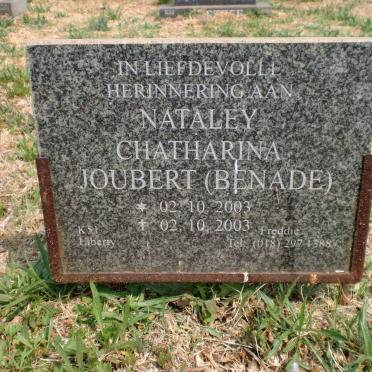 IN LIEFDEVOLLE
HERINNERING AAN
NATALEY
CHATHARINA
JOUBERT (BENADE)
* 02. 10. 2003
† 02. 10. 2003
K51 Freddie
Liberty Tel: (018) 297 1388